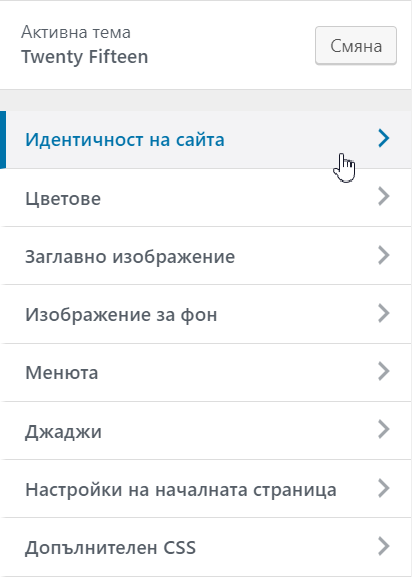 Активна тема
Twenty Fifteen
Смяна
Идентичност на сайта
Цветове
Заглавно изображение
Изображение за фон
Менюта
Джаджи
Настройки на началната страница
Допълнителен CSS